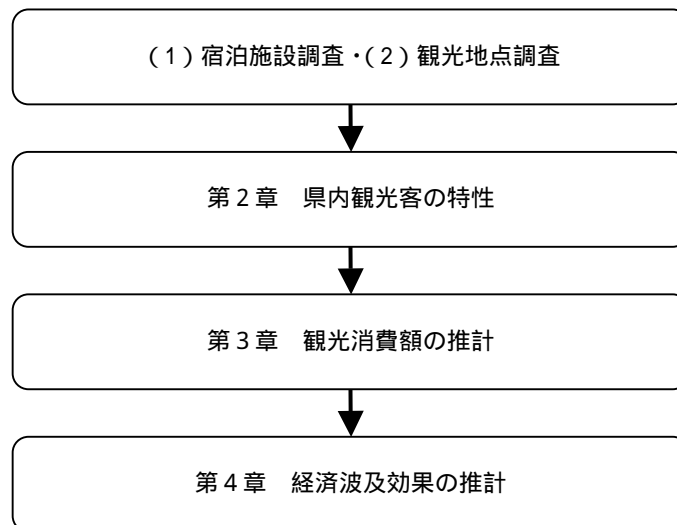 (1)宿泊施設調査・(2)観光地点調査
第2章　県内観光客の特性
第3章　観光消費額の推計
第4章　経済波及効果の推計